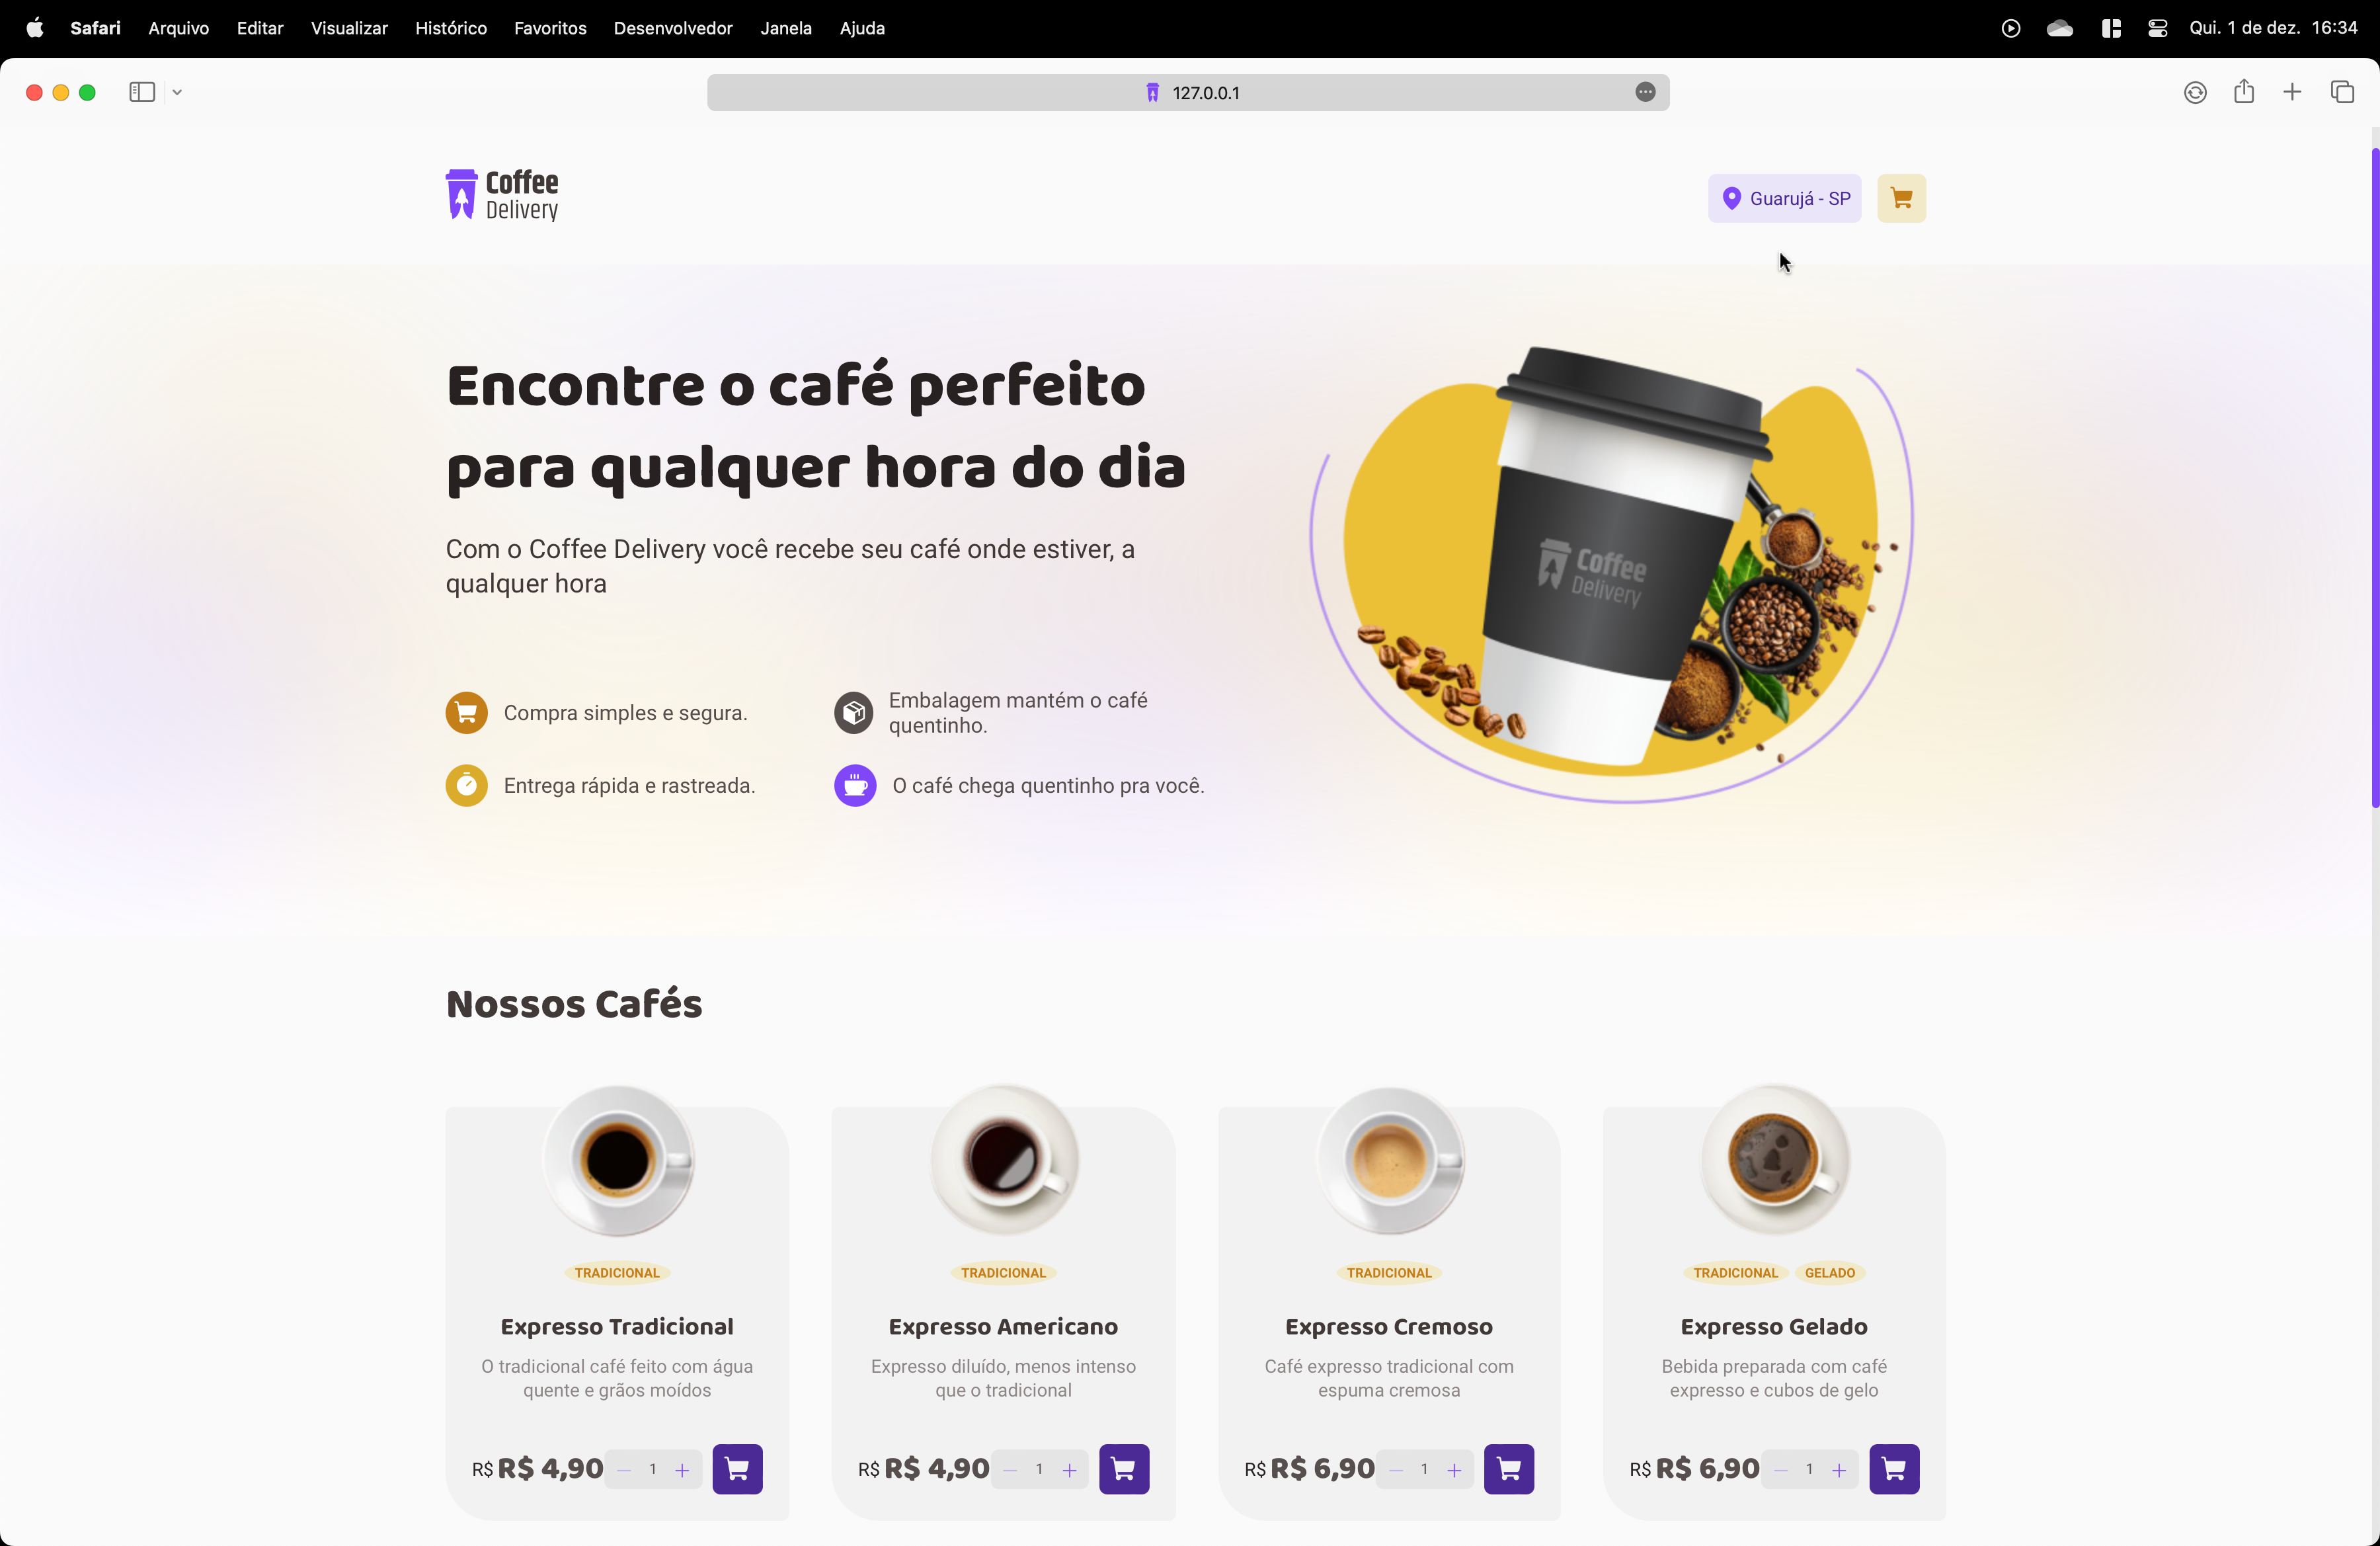 Safari Arquivo Editar Visualizar Histórico Favoritos Desenvolvedor Janela Ajuda Qui. 1 de dez. 16:34
127.0.0.1
Coffee
Delivery
Guarujá - SP
Encontre o café perfeito
para qualquer hora do dia
Com o Coffee Delivery você recebe seu café onde estiver, a
qualquer hora
Compra simples e segura.
Embalagem mantém o café
quentinho.
Entrega rápida e rastreada.
O café chega quentinho pra você.
Coffee
Delivery
Nossos Cafés
TRADICIONAL
Expresso Tradicional
O tradicional café feito com água
quente e grãos moídos
R$ R$ 4,90 1
TRADICIONAL
Expresso Americano
Expresso diluído, menos intenso
que o tradicional
R$ R$ 4,90 1
TRADICIONAL
Expresso Cremoso
Café expresso tradicional com
espuma cremosa
R$ R$ 6,90 1
TRADICIONAL GELADO
Expresso Gelado
Bebida preparada com café
expresso e cubos de gelo
R$ R$ 6,90 1